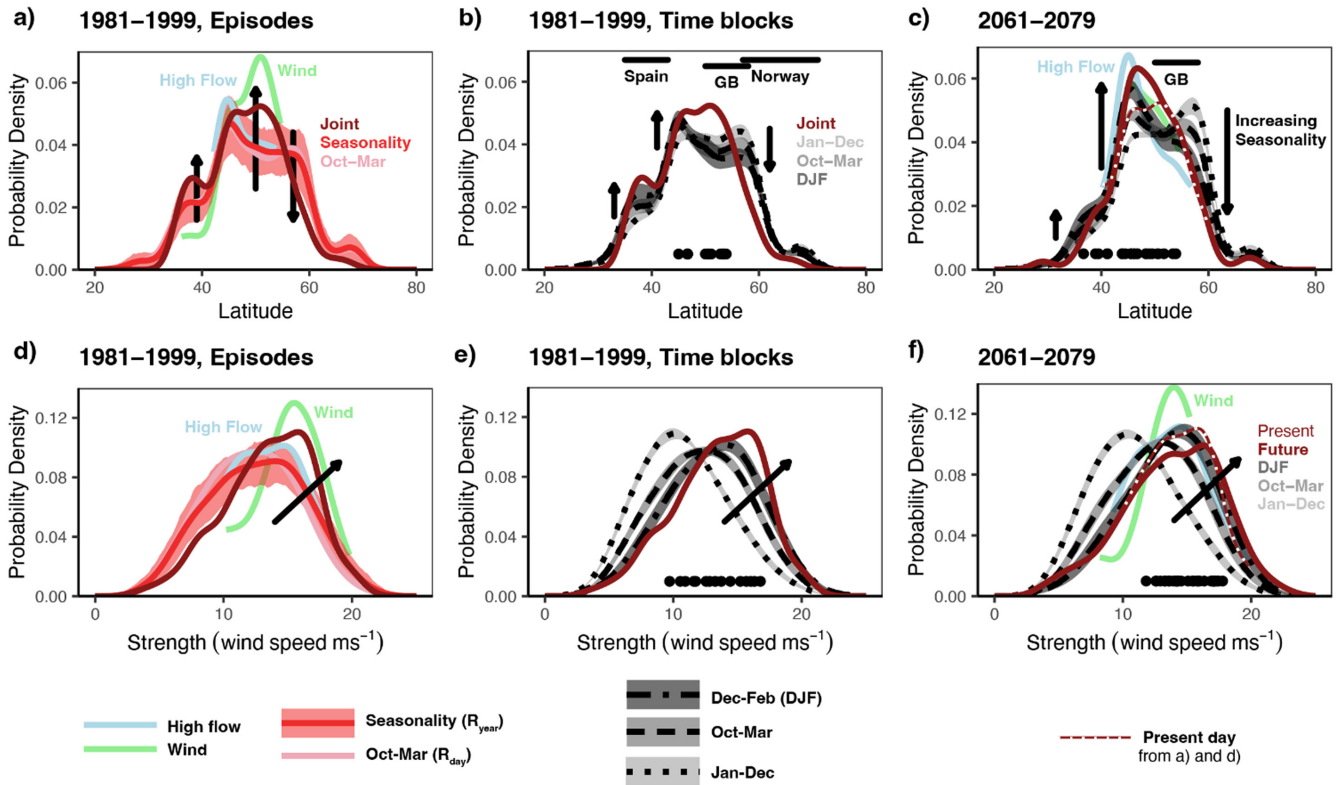 a)
1981–1999, Episodes
Probability Density
0.06
0.04
0.02
0.00
20
40
60
80
Latitude
High Flow
Wind
Joint
Seasonality
Oct-Mar
b)
1981–1999, Time blocks
Probability Density
0.06
0.04
0.02
0.00
20
40
60
80
Latitude
Spain
GB
Norway
Joint
Jan–Dec
Oct–Mar
DJF
c)
2061–2079
Probability Density
0.06
0.04
0.02
0.00
20
40
60
80
Latitude
High Flow
GB
Increasing
Seasonality
d)
1981–1999, Episodes
Probability Density
0.12
0.08
0.04
0.00
0
10
20
Strength (wind speed ms⁻¹)
High Flow
Wind
e)
1981–1999, Time blocks
Probability Density
0.12
0.08
0.04
0.00
0
10
20
Strength (wind speed ms⁻¹)
f)
2061–2079
Probability Density
0.12
0.08
0.04
0.00
0
10
20
Strength (wind speed ms⁻¹)
Wind
Present
Future
DJF
Oct–Mar
Jan–Dec
High flow
Wind
Seasonality (Ryear)
Oct-Mar (Rday)
Dec-Feb (DJF)
Oct-Mar
Jan-Dec
Present day
from a) and d)